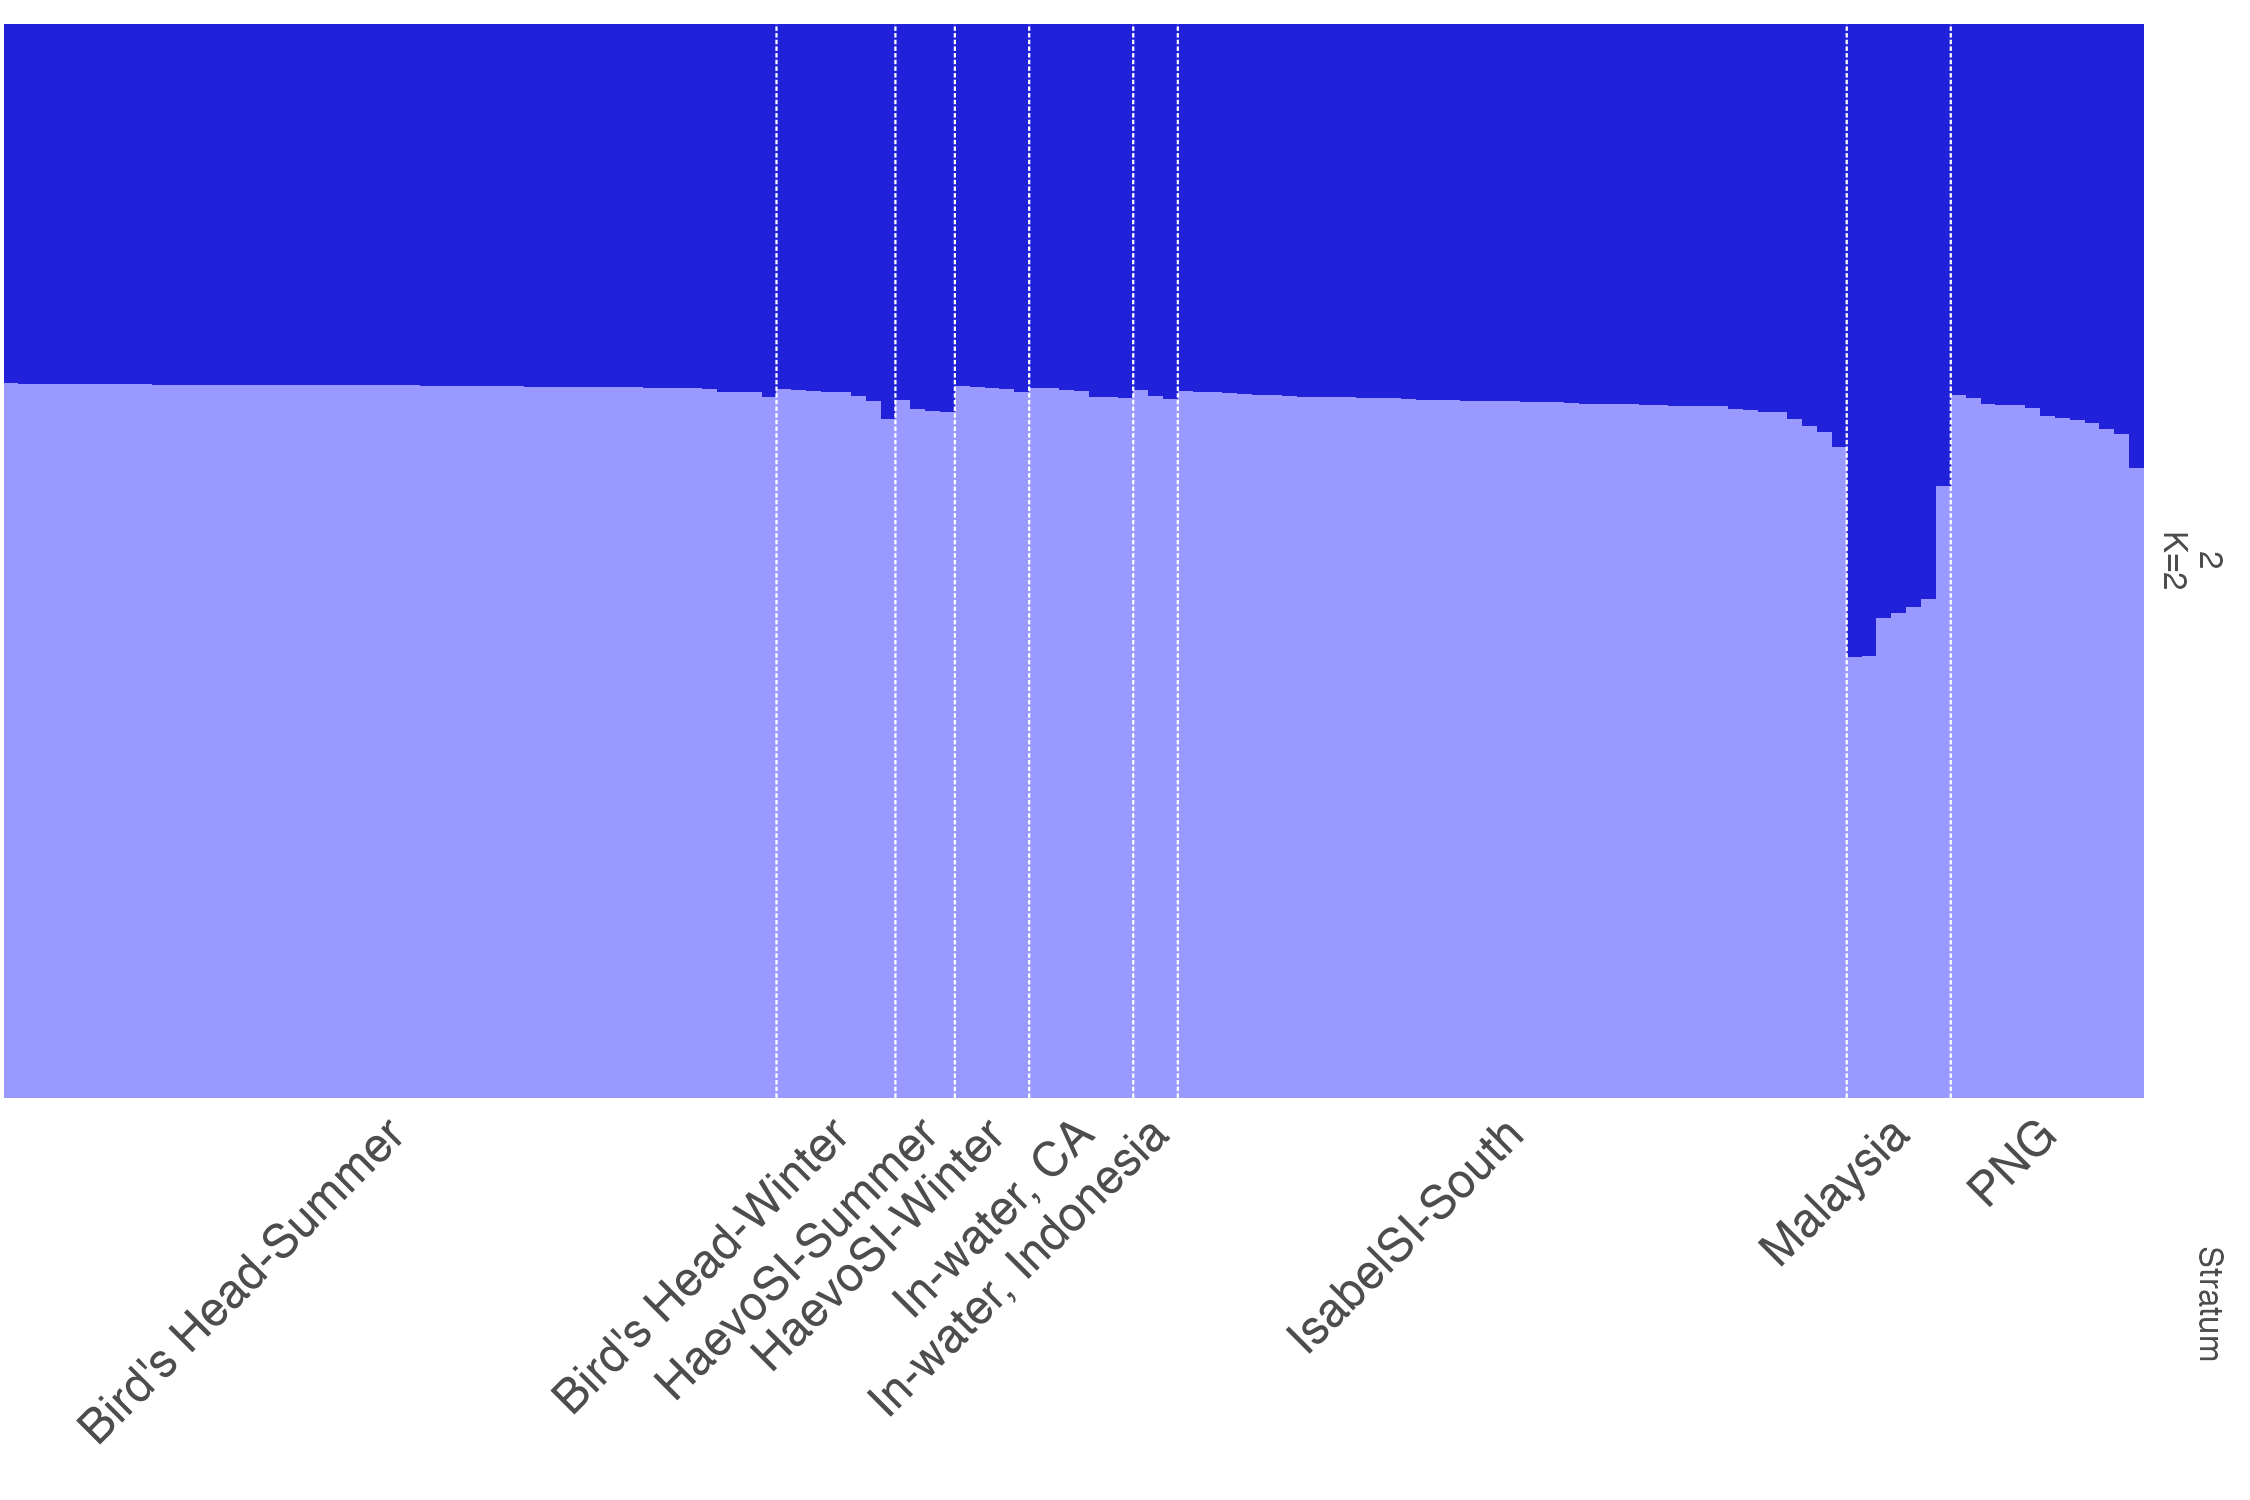 2
K=2
Bird's Head-Summer
Bird's Head-Winter
HaevoSI-Summer
HaevoSI-Winter
In-water, CA
In-water, Indonesia
IsabelSI-South
Malaysia
PNG
Stratum